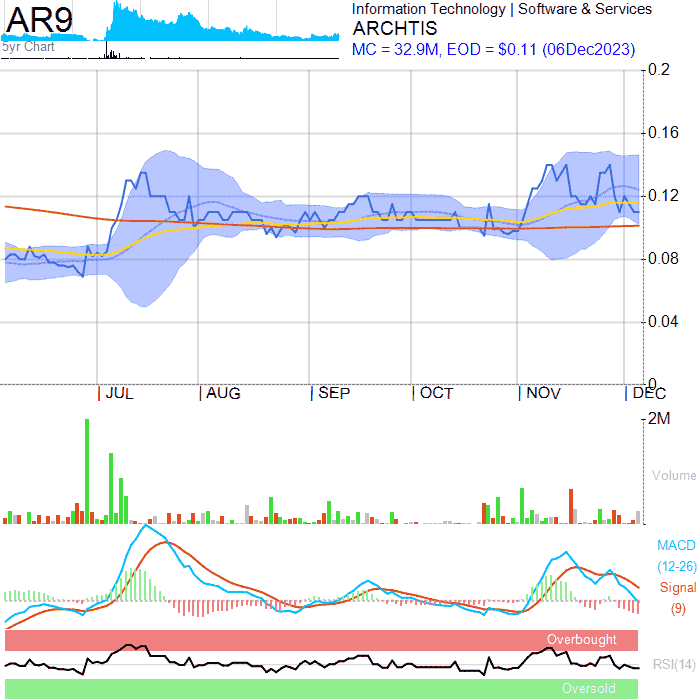 AR9
Information Technology | Software & Services
ARCHTIS
5yr Chart
MC = 32.9M, EOD = $0.11 (06Dec2023)
0.2
0.16
0.12
0.08
0.04
0
JUL AUG SEP OCT NOV DEC
2M
Volume
MACD
(12-26)
Signal
(9)
Overbought
RSI(14)
Oversold